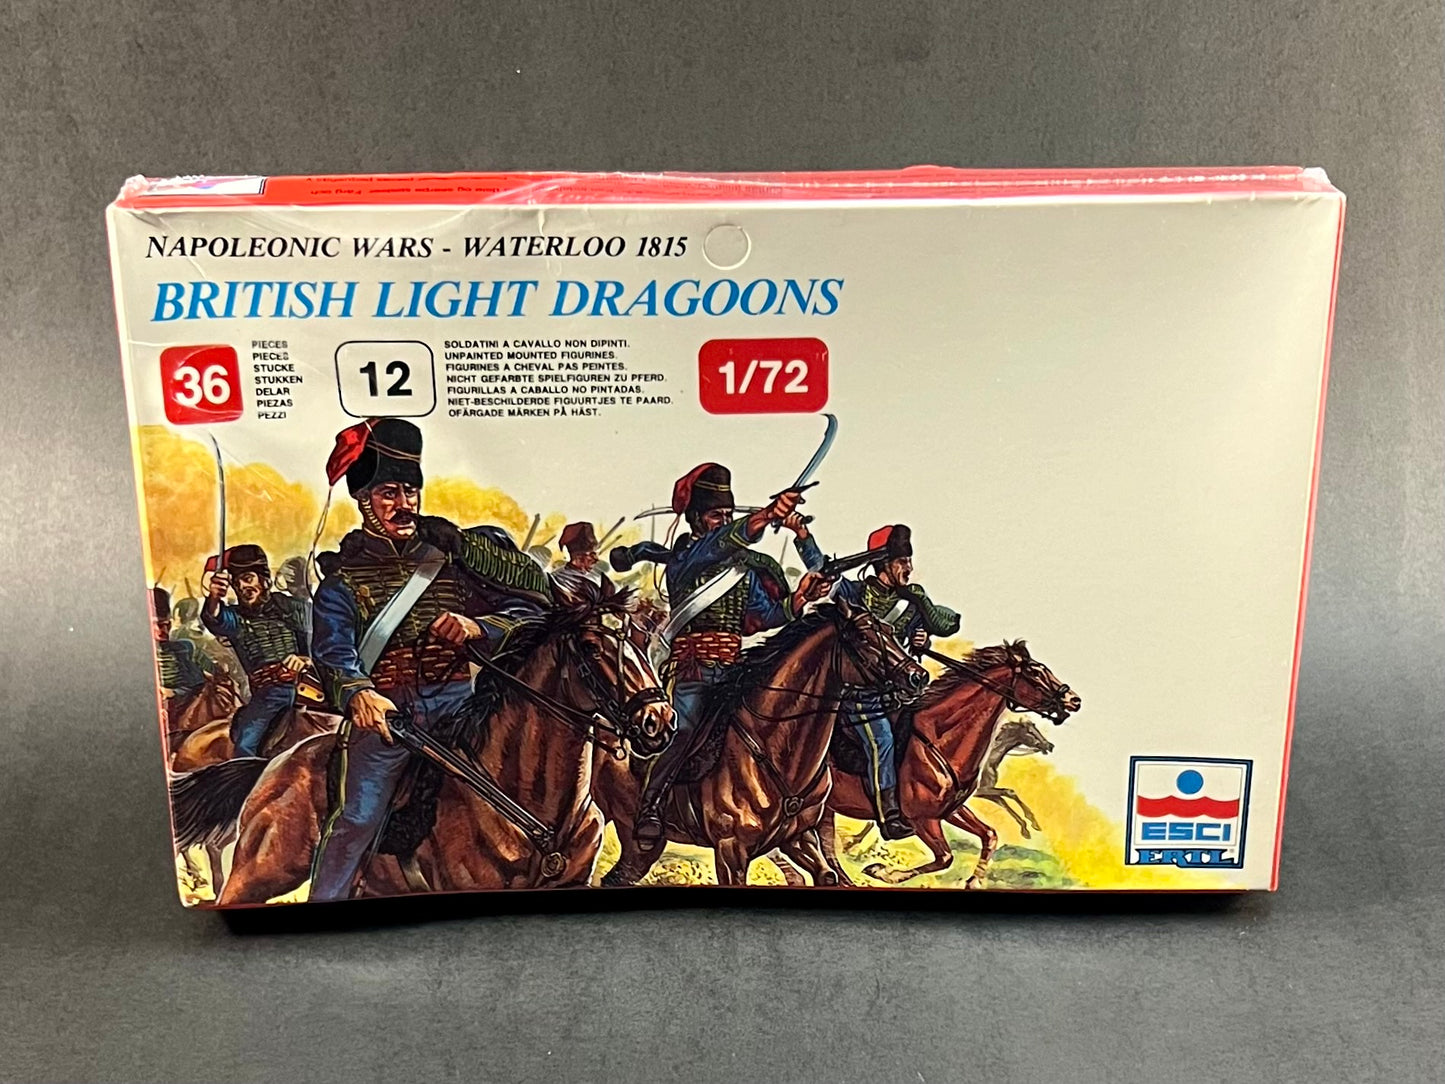 NAPOLEONIC WARS - WATERLOO 1815
BRITISH LIGHT DRAGOONS
36
PIECES
PIECES
STUCKE
STUKKEN
DELAR
PIEZAS
PEZZI
12
SOLDATINI A CAVALLO NON DIPINTI.
UNPAINTED MOUNTED FIGURINES.
FIGURINES A CHEVAL PAS PEINTES.
NICHT GEFARBTE SPIELFIGUREN ZU PFERD.
FIGURILLAS A CABALLO NO PINTADAS.
NIET-BESCHILDERDE FIGUURTJES TE PAARD.
OFÄRGADE MÄRKEN PÅ HÄST.
1/72
ESCI
ERTL